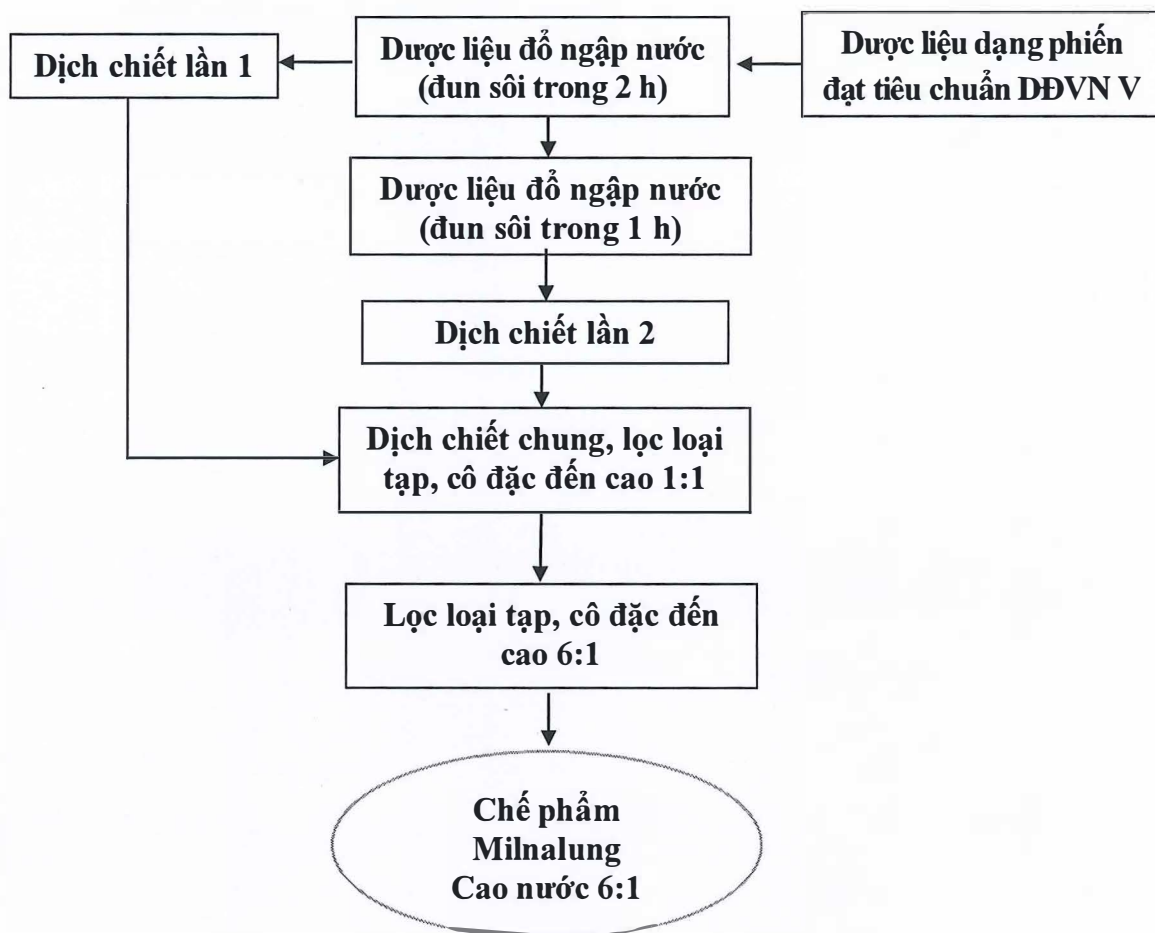 Dịch chiết lần 1
Dược liệu đổ ngập nước
(đun sôi trong 2 h)
Dược liệu dạng phiến
đạt tiêu chuẩn DĐVN V
Dược liệu đổ ngập nước
(đun sôi trong 1 h)
Dịch chiết lần 2
Dịch chiết chung, lọc loại
tạp, cô đặc đến cao 1:1
Lọc loại tạp, cô đặc đến
cao 6:1
Chế phẩm
Milnalung
Cao nước 6:1